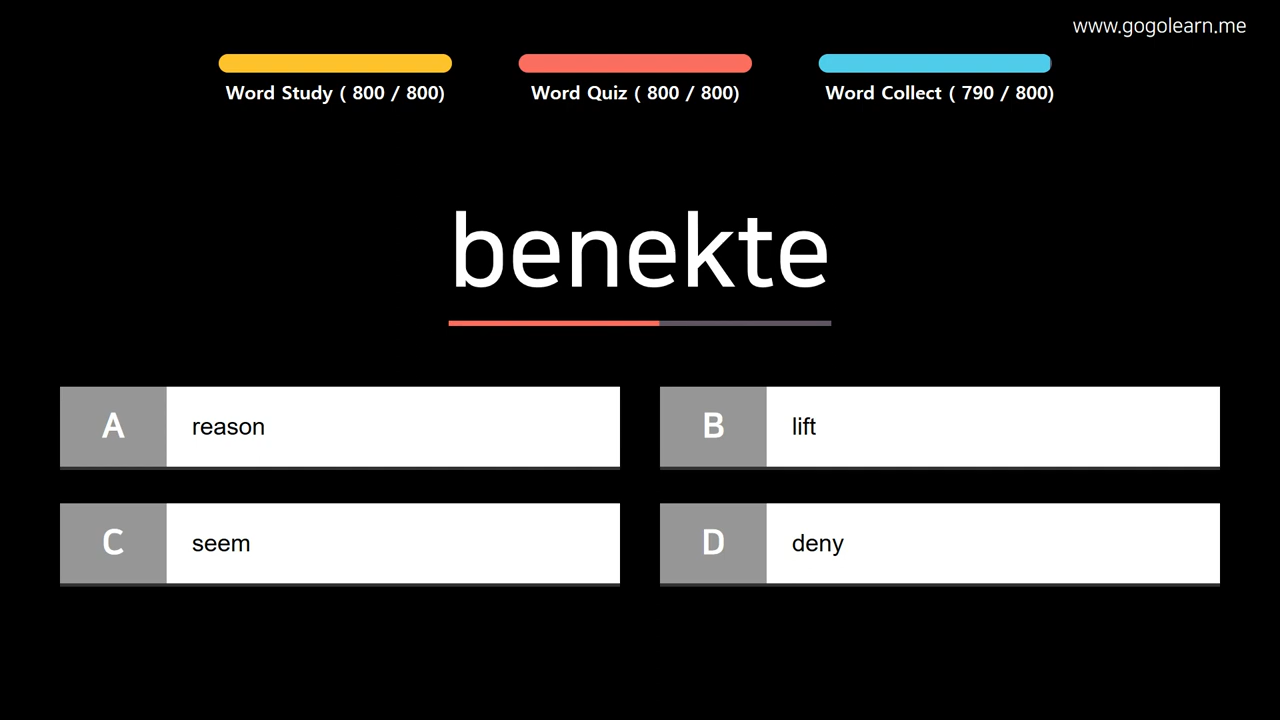 www.gogolearn.me
Word Study ( 800 / 800)
Word Quiz ( 800 / 800)
Word Collect ( 790 / 800)
benekte
A
reason
B
lift
C
seem
D
deny